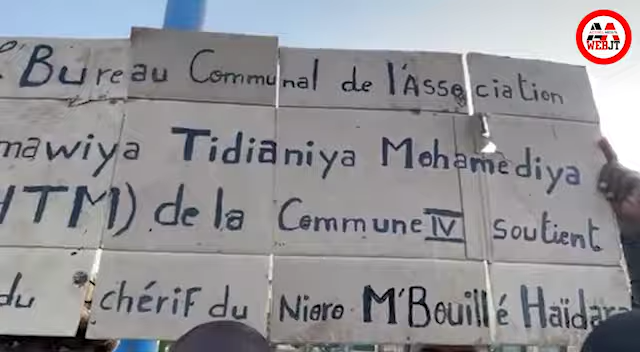 l'Bureau Communal de l'Association
mawiya Tidianiya Mohamediya
HTM) de la Commune IV soutient
du chérif du Nioro M'Bouillé Haïdara
WEBJT